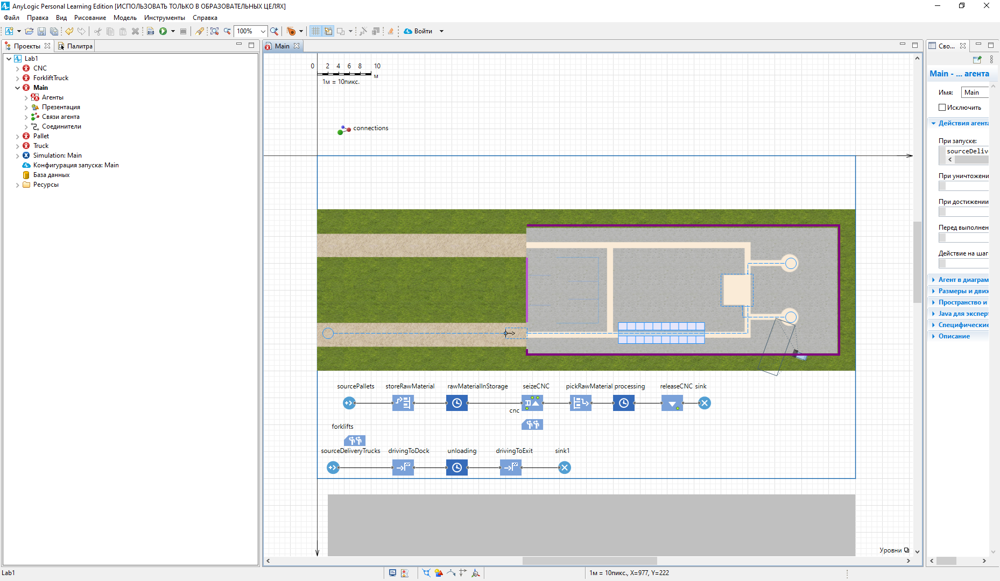 AnyLogic Personal Learning Edition [ИСПОЛЬЗОВАТЬ ТОЛЬКО В ОБРАЗОВАТЕЛЬНЫХ ЦЕЛЯХ]
Файл Правка Вид Рисование Модель Инструменты Справка
100% Войти
Проекты Палитра
Lab1
CNC
ForkliftTruck
Main
Агенты
Презентация
Связи агента
Соединители
Pallet
Truck
Simulation: Main
Конфигурация запуска: Main
База данных
Ресурсы
Main
0 2 4 6 8 10
м
1м = 10пикс.
connections
sourcePallets storeRawMaterial rawMaterialInStorage seizeCNC pickRawMaterial processing releaseCNC sink
cnc
forklifts
sourceDeliveryTrucks drivingToDock unloading drivingToExit sink1
Уровни
Сво...
Main - ... агента
Имя: Main
Исключить
Действия агента
При запуске:
sourceDeliv
При уничтожени
При достижении
Перед выполнен
Действие на шаг
Агент в диаграм
Размеры и движ
Пространство и
Java для эксперт
Специфические
Описание
Lab1
1м = 10пикс., X=977, Y=222